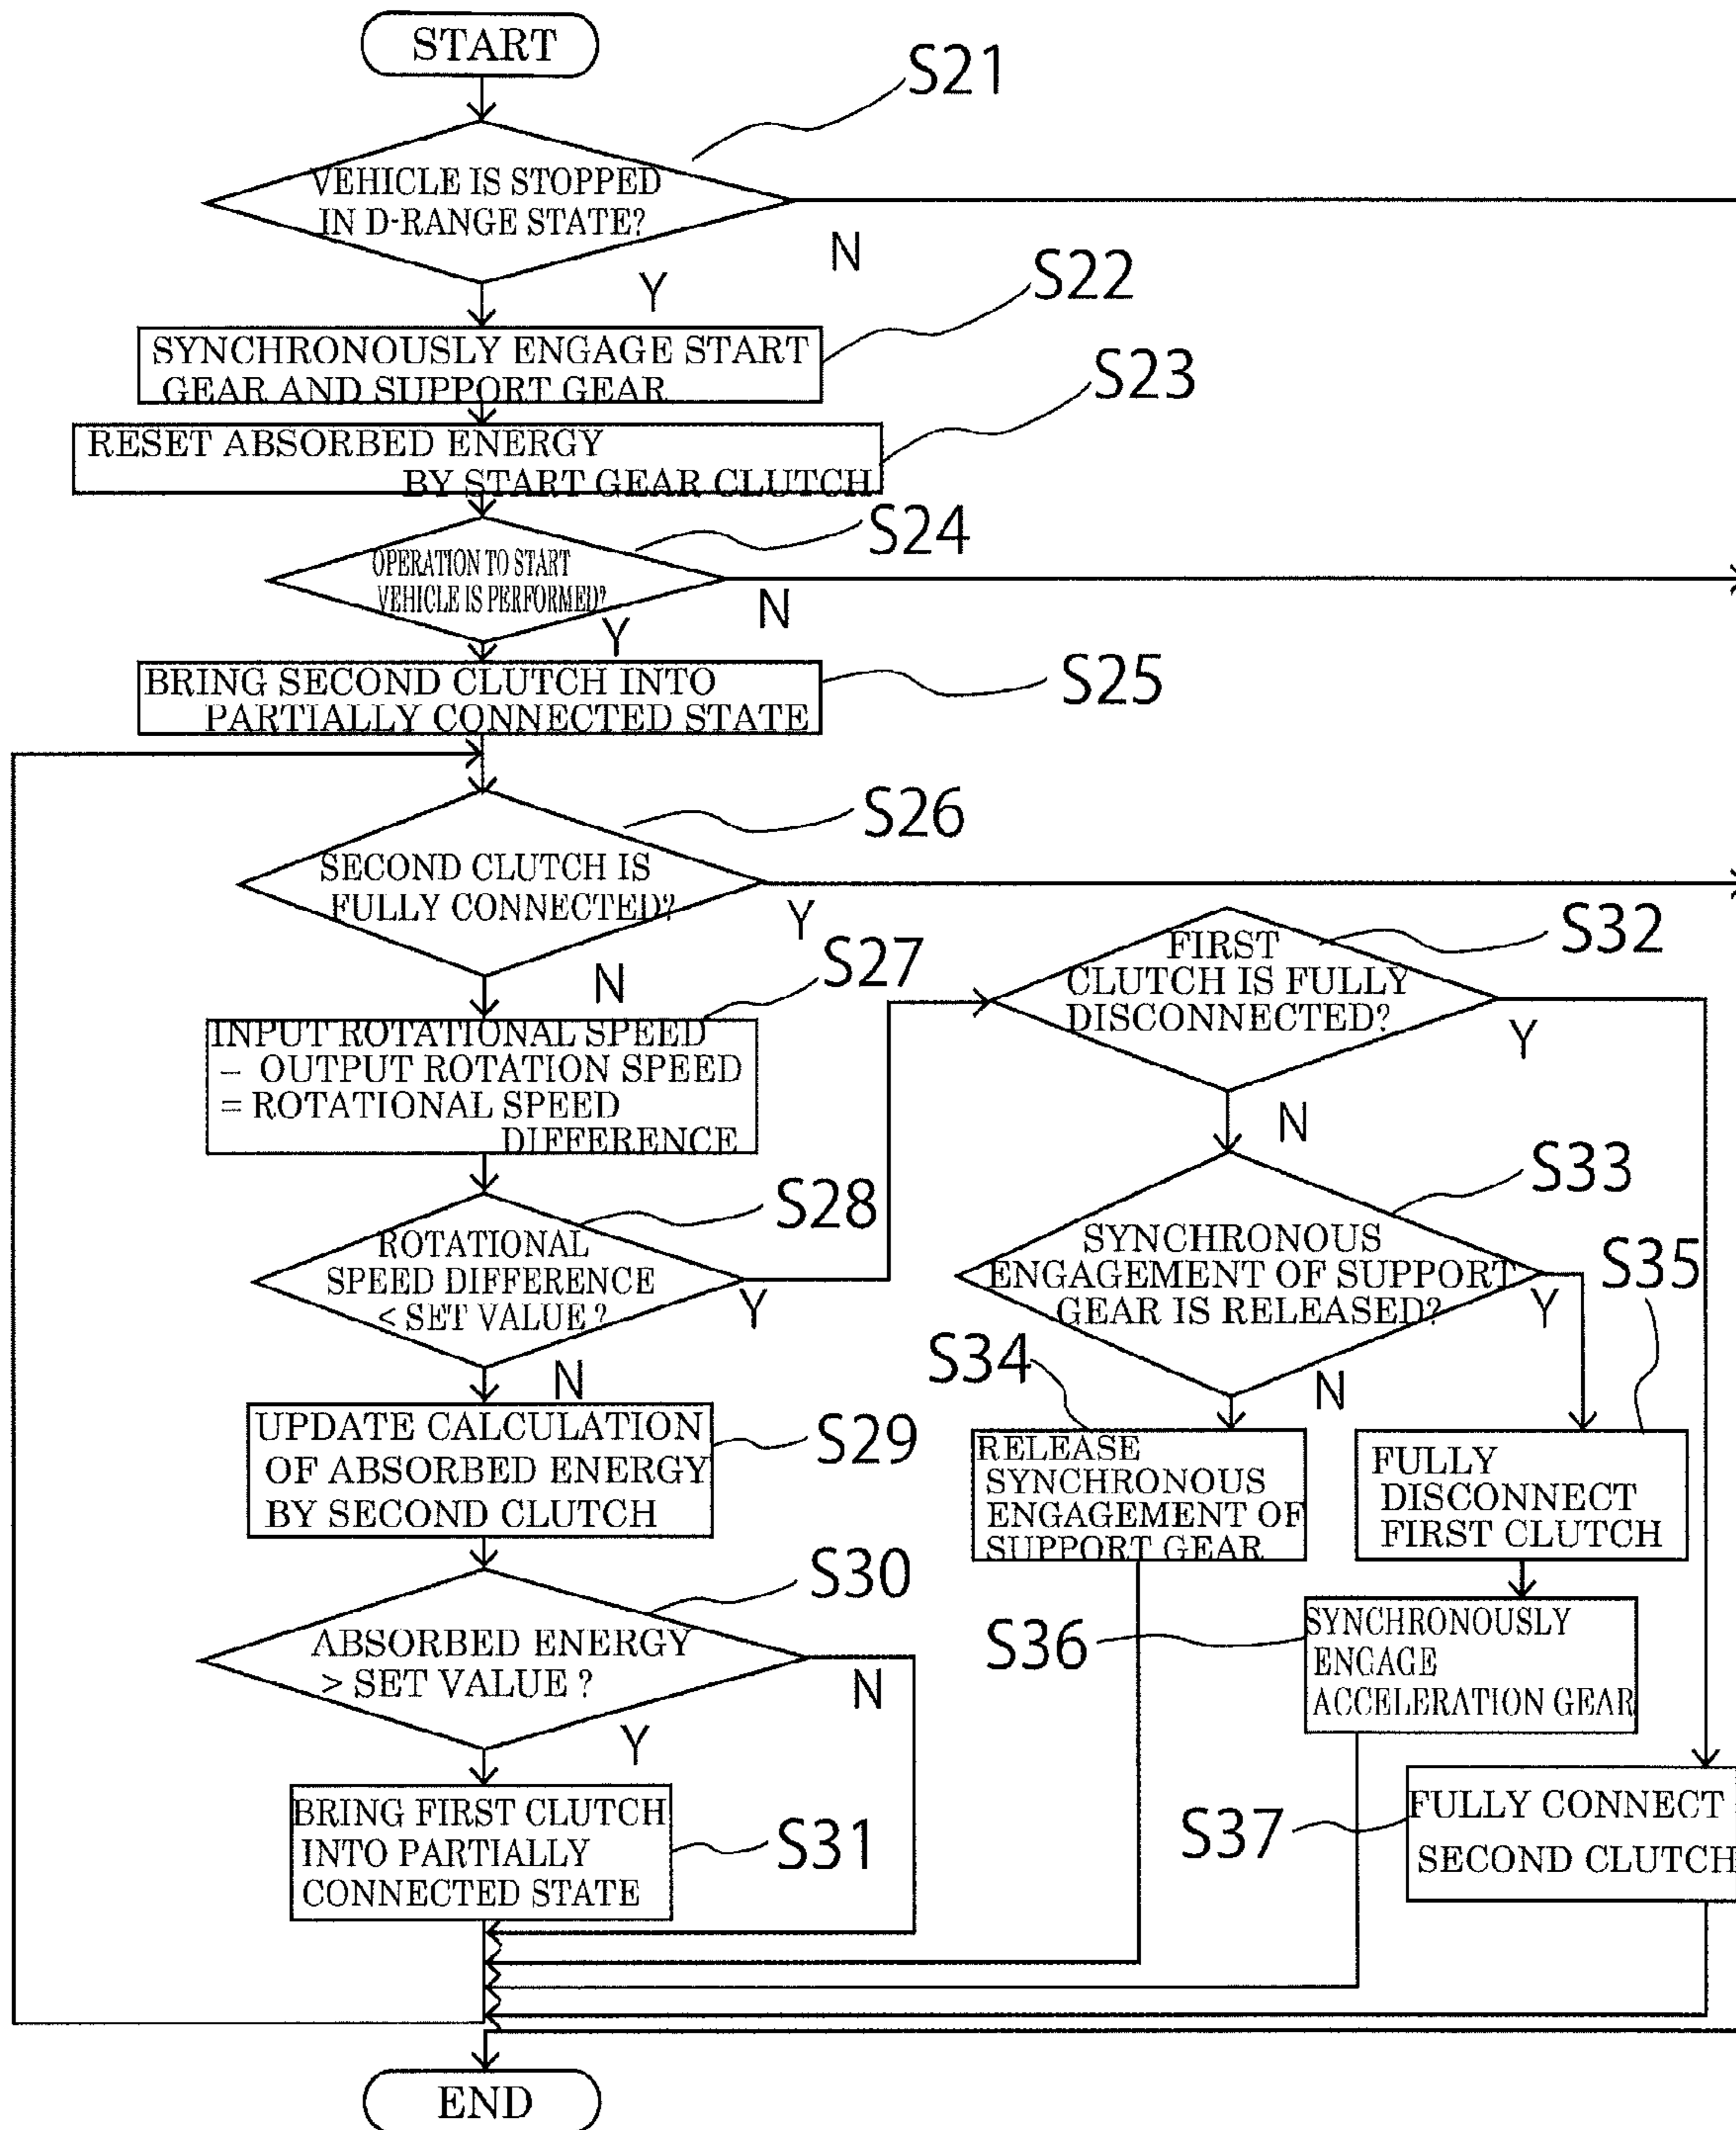 START
S21
VEHICLE IS STOPPED
IN D-RANGE STATE?
N
Y
S22
SYNCHRONOUSLY ENGAGE START
GEAR AND SUPPORT GEAR
S23
RESET ABSORBED ENERGY
BY START GEAR CLUTCH
S24
OPERATION TO START
VEHICLE IS PERFORMED?
N
Y
S25
BRING SECOND CLUTCH INTO
PARTIALLY CONNECTED STATE
S26
SECOND CLUTCH IS
FULLY CONNECTED?
Y
N
S27
INPUT ROTATIONAL SPEED
− OUTPUT ROTATION SPEED
= ROTATIONAL SPEED
DIFFERENCE
S28
ROTATIONAL
SPEED DIFFERENCE
< SET VALUE ?
Y
N
S29
UPDATE CALCULATION
OF ABSORBED ENERGY
BY SECOND CLUTCH
S30
ABSORBED ENERGY
> SET VALUE ?
N
Y
S31
BRING FIRST CLUTCH
INTO PARTIALLY
CONNECTED STATE
S32
FIRST
CLUTCH IS FULLY
DISCONNECTED?
Y
N
S33
SYNCHRONOUS
ENGAGEMENT OF SUPPORT
GEAR IS RELEASED?
Y
N
S34
RELEASE
SYNCHRONOUS
ENGAGEMENT OF
SUPPORT GEAR
S35
FULLY
DISCONNECT
FIRST CLUTCH
S36
SYNCHRONOUSLY
ENGAGE
ACCELERATION GEAR
S37
FULLY CONNECT
SECOND CLUTCH
END